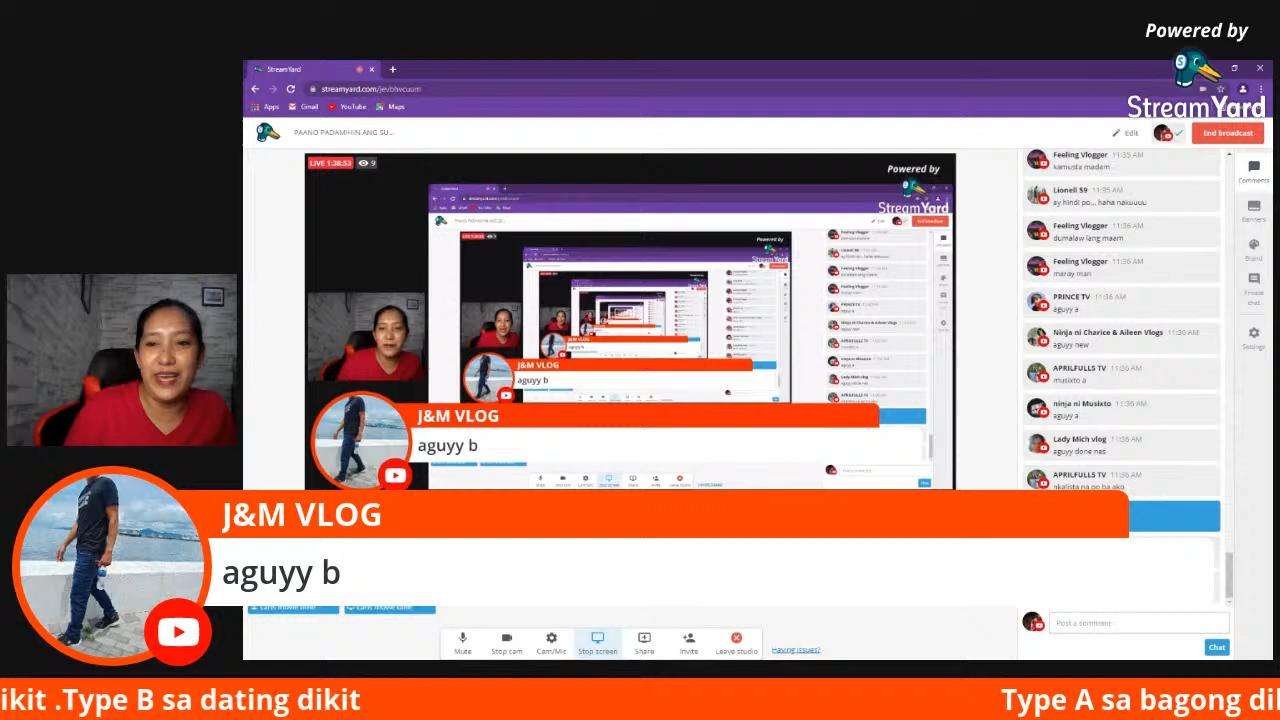 Powered by
StreamYard
StreamYard
streamyard.com/jevbhvcuum
Apps
Gmail
YouTube
Maps
PAANO PADAMIHIN ANG SU...
Edit
End broadcast
LIVE 1:38:53
9
Powered by
StreamYard
Feeling Vlogger 11:35 AM
kamusta madam
Lionell 59 11:35 AM
ay hindi po... haha nakuuuu
Feeling Vlogger 11:36 AM
dumalaw lang maam
Feeling Vlogger 11:36 AM
maray man
PRINCE TV 11:36 AM
aguyy a
Ninja ni Charice & Aileen Vlogs 11:36 AM
aguyy new
APRILFULLS TV 11:36 AM
musixto a
ninja ni Musixto 11:36 AM
aguyy a
Lady Mich vlog 11:36 AM
aguyy done nes
APRILFULLS TV 11:36 AM
nkalista na po ba ako
Comments
Banners
Brand
Private chat
Settings
J&M VLOG
aguyy b
J&M VLOG
aguyy b
J&M VLOG
aguyy b
Mute
Stop cam
Cam/Mic
Stop screen
Share
Invite
Leave studio
Having issues?
Post a comment
Chat
ikit .Type B sa dating dikit
Type A sa bagong di